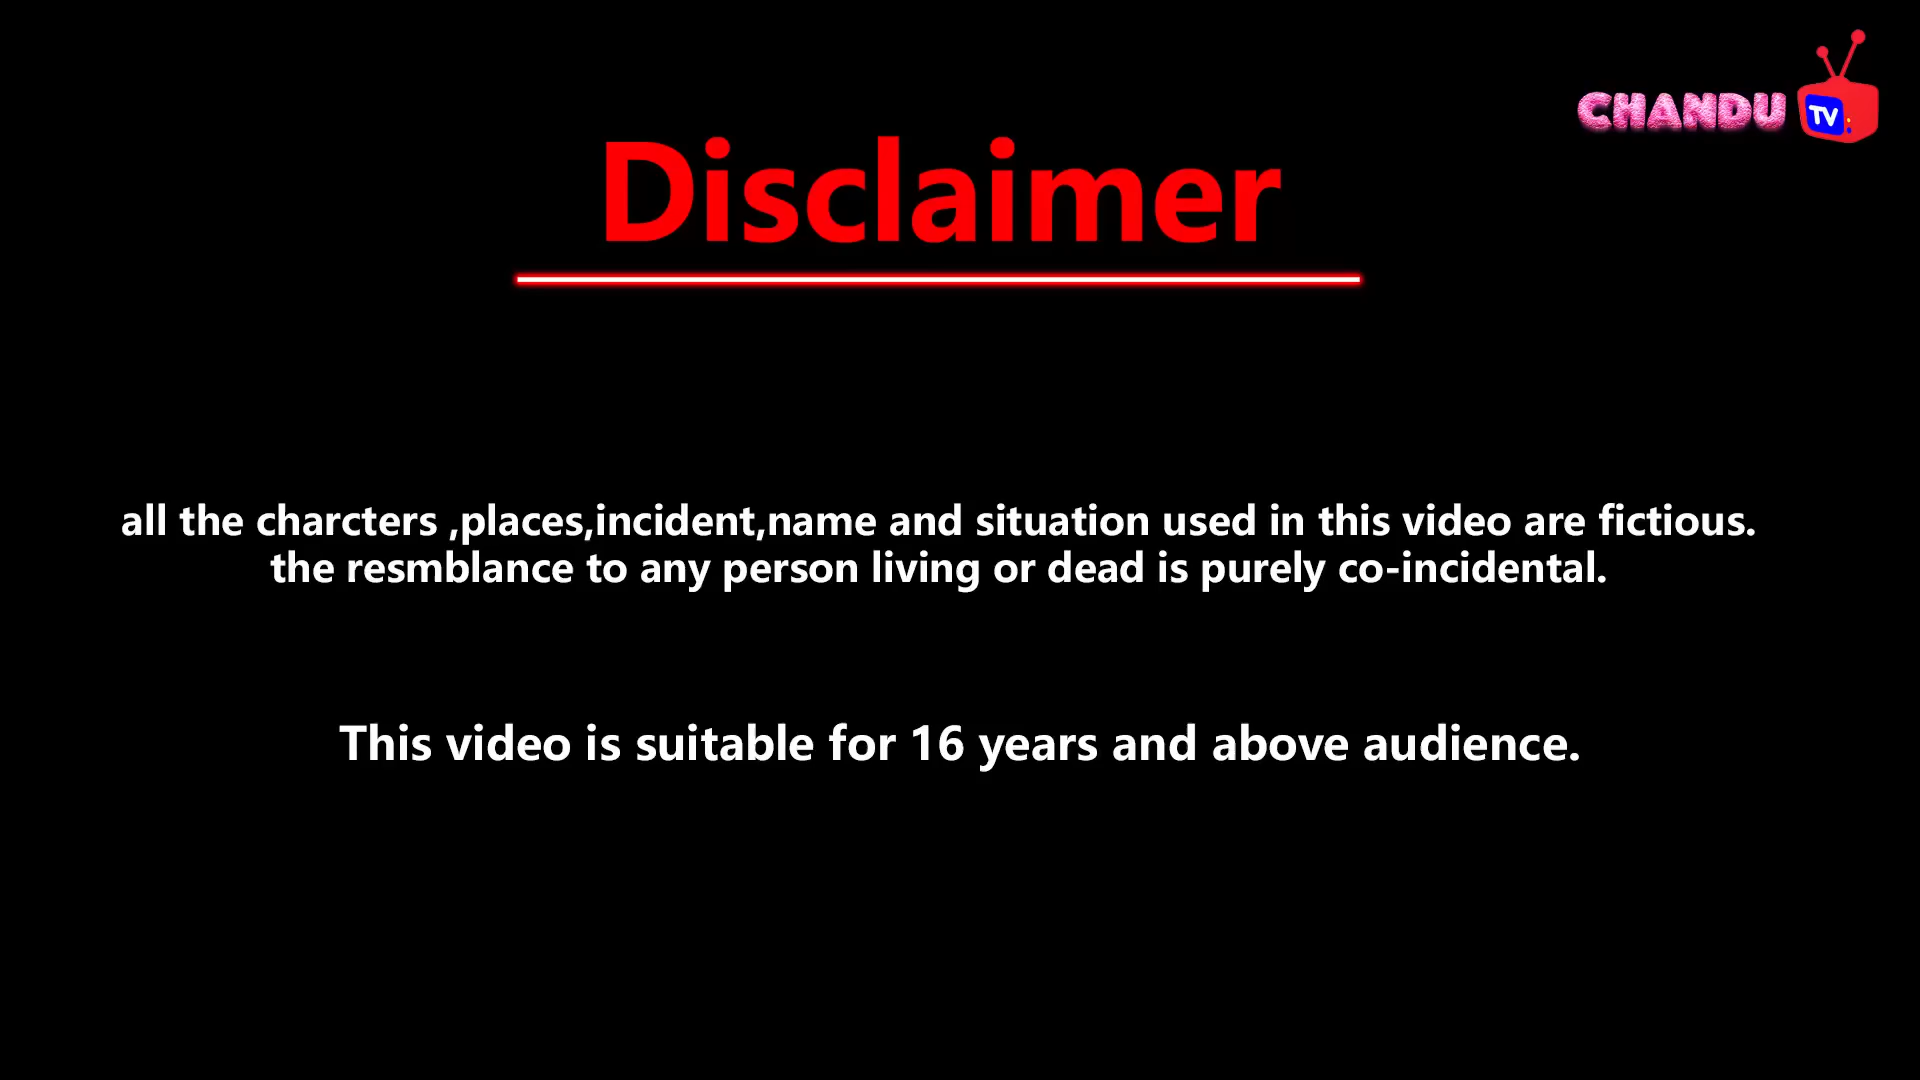 CHANDU TV
Disclaimer
all the charcters ,places,incident,name and situation used in this video are fictious.
the resmblance to any person living or dead is purely co-incidental.
This video is suitable for 16 years and above audience.